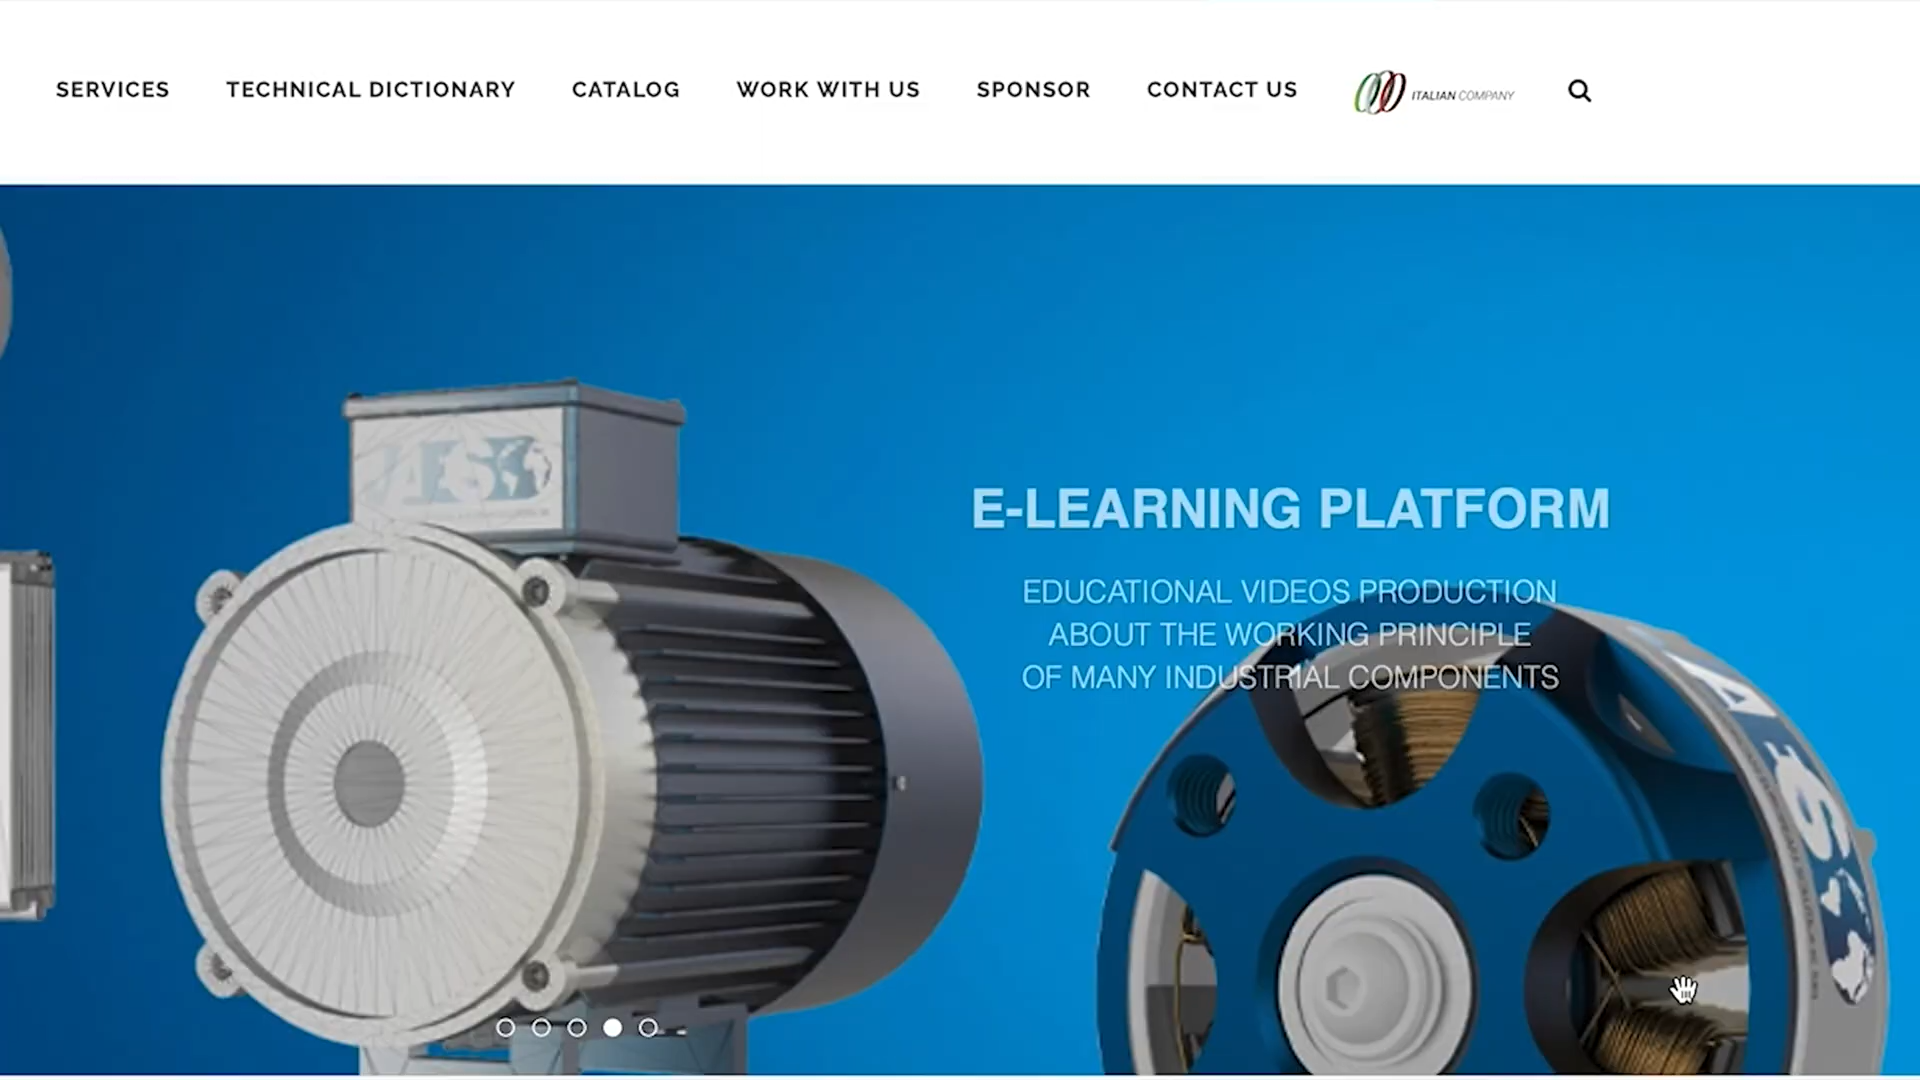 SERVICES TECHNICAL DICTIONARY CATALOG WORK WITH US SPONSOR CONTACT US ITALIAN COMPANY
E-LEARNING PLATFORM
EDUCATIONAL VIDEOS PRODUCTION
ABOUT THE WORKING PRINCIPLE
OF MANY INDUSTRIAL COMPONENTS